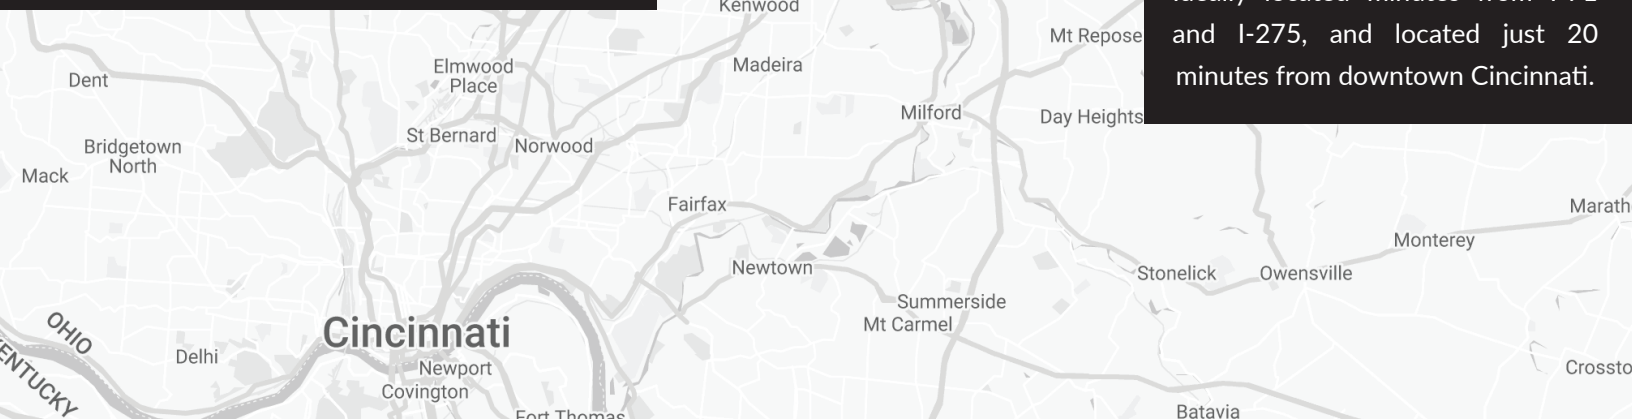 Kenwood
and I-275, and located just 20
Mt Repose
Madeira
Elmwood
Place
minutes from downtown Cincinnati.
Dent
Milford
Day Heights
St Bernard
Norwood
Bridgetown
North
Mack
Fairfax
Monterey
Newtown
Stonelick
Owensville
Summerside
Mt Carmel
OHIO
Cincinnati
Delhi
Newport
KENTUCKY
Covington
Batavia
Fort Thomas